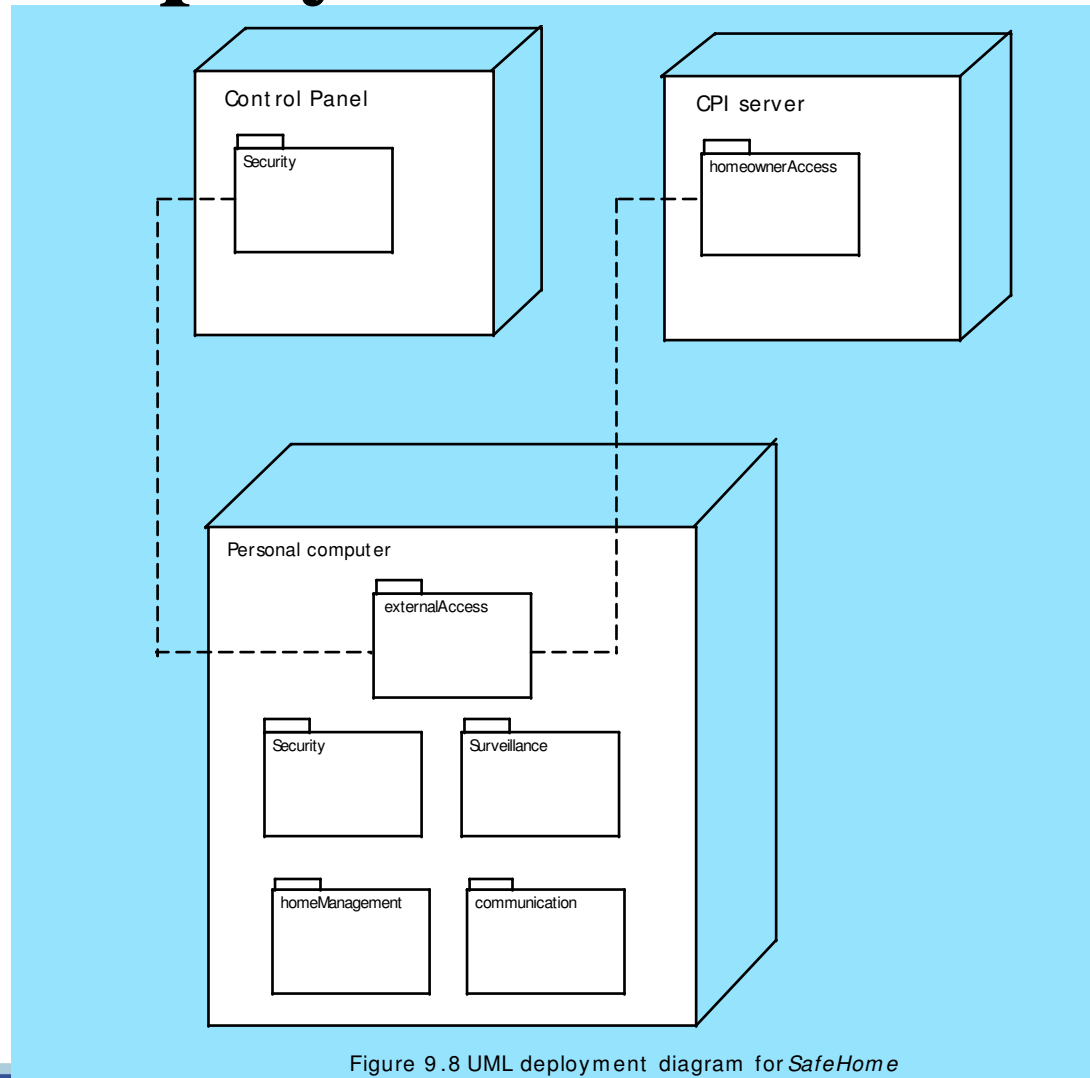 Control Panel
Security
CPI server
homeownerAccess
Personal computer
externalAccess
Security
Surveillance
homeManagement
communication
Figure 9.8 UML deployment diagram for SafeHome